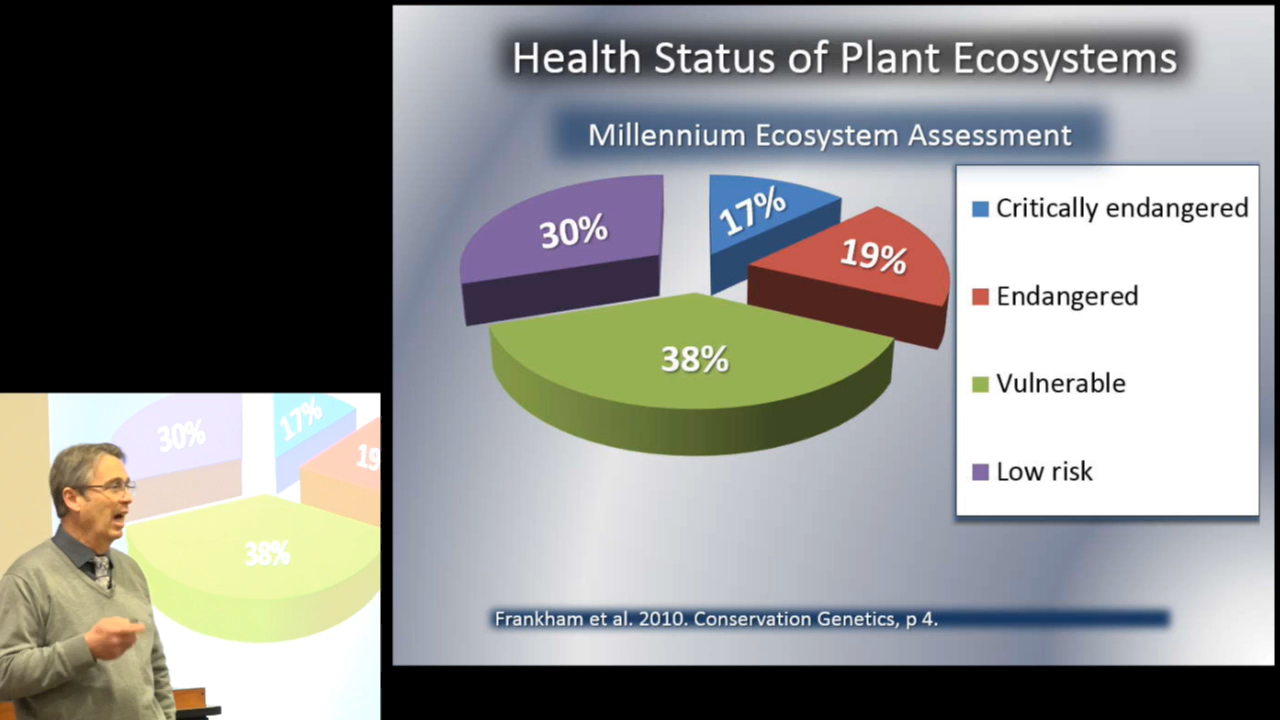 Health Status of Plant Ecosystems
Millennium Ecosystem Assessment
30%
17%
19%
38%
Critically endangered
Endangered
Vulnerable
Low risk
Frankham et al. 2010. Conservation Genetics, p 4.
30%
17%
19
38%